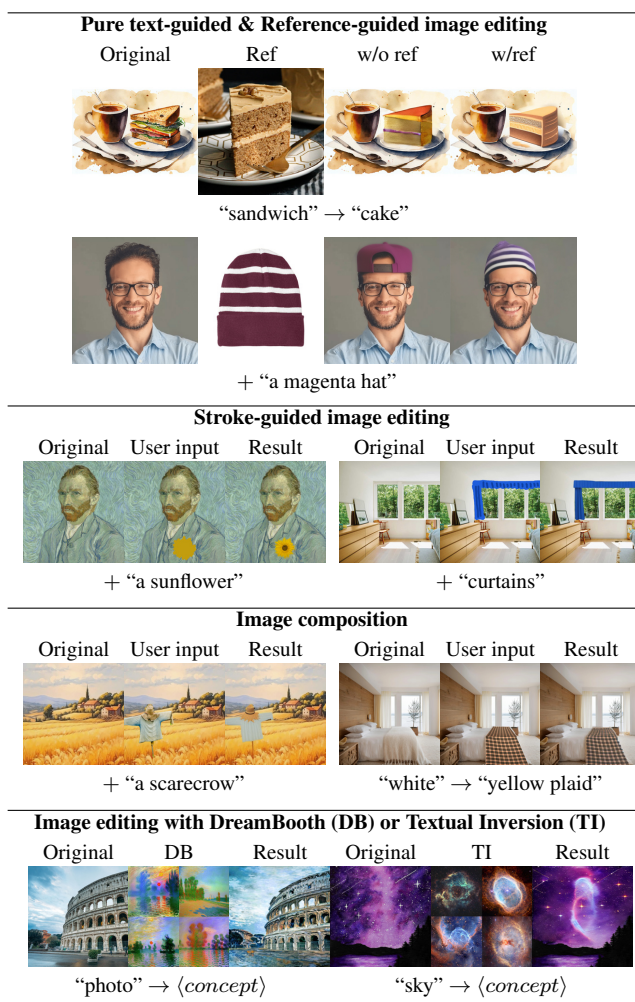 Pure text-guided & Reference-guided image editing
Original Ref w/o ref w/ref
“sandwich” → “cake”
+ “a magenta hat”
Stroke-guided image editing
Original User input Result Original User input Result
+ “a sunflower” + “curtains”
Image composition
Original User input Result Original User input Result
+ “a scarecrow” “white” → “yellow plaid”
Image editing with DreamBooth (DB) or Textual Inversion (TI)
Original DB Result Original TI Result
“photo” → ⟨concept⟩ “sky” → ⟨concept⟩